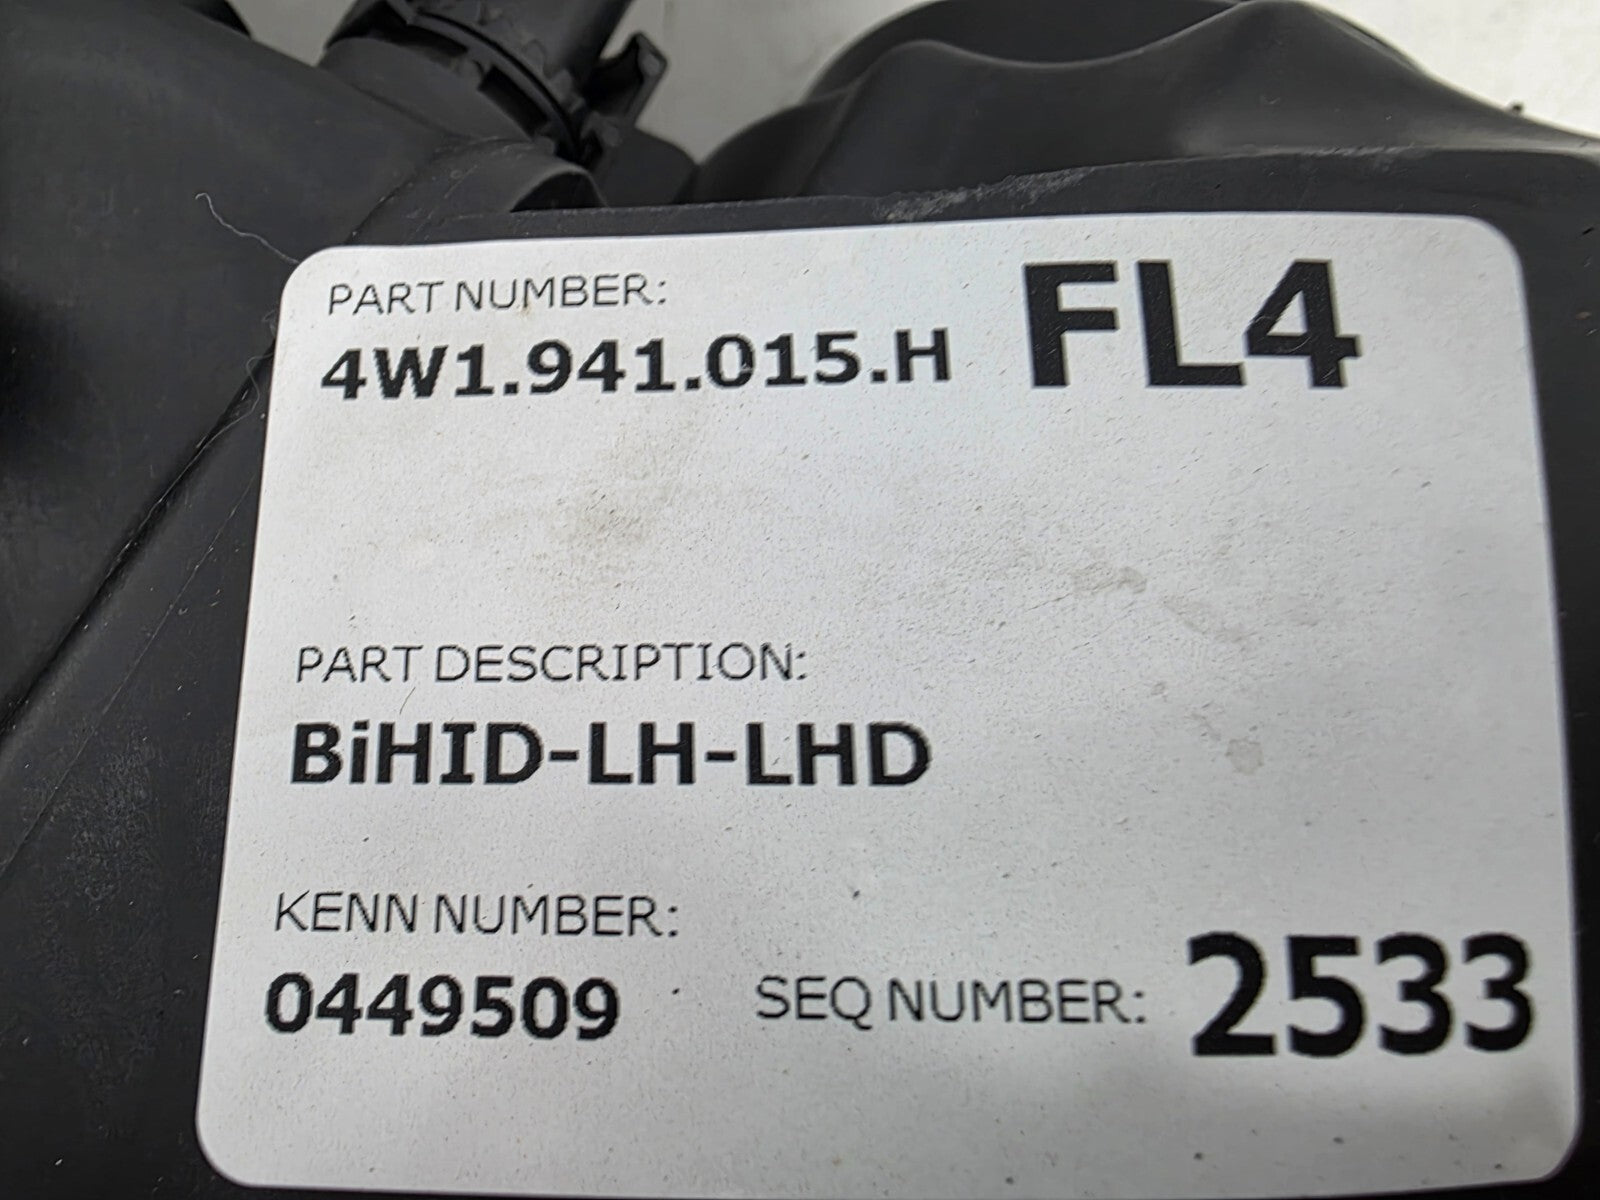 PART NUMBER:
4W1.941.015.H FL4
PART DESCRIPTION:
BiHID-LH-LHD
KENN NUMBER:
0449509 SEQ NUMBER: 2533